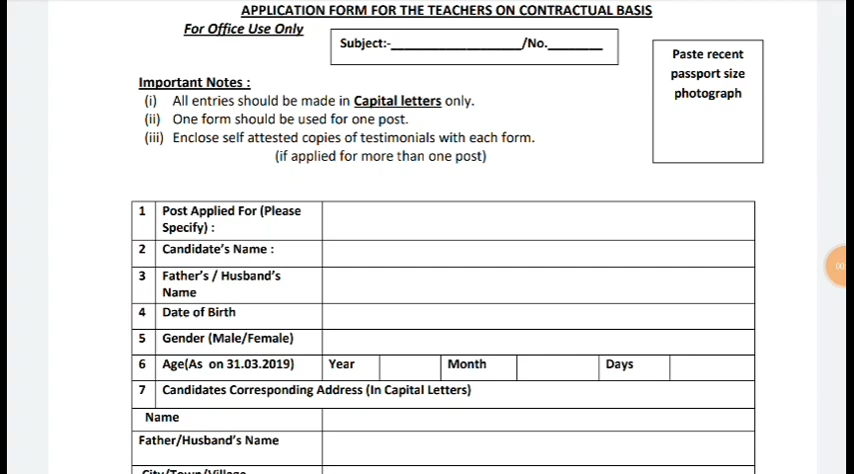 APPLICATION FORM FOR THE TEACHERS ON CONTRACTUAL BASIS
For Office Use Only
Subject:-____________________/No.________
Paste recent
passport size
photograph
Important Notes :
(i) All entries should be made in Capital letters only.
(ii) One form should be used for one post.
(iii) Enclose self attested copies of testimonials with each form.
(if applied for more than one post)
1 Post Applied For (Please
Specify) :
2 Candidate's Name :
3 Father's / Husband's
Name
4 Date of Birth
5 Gender (Male/Female)
6 Age(As on 31.03.2019) Year Month Days
7 Candidates Corresponding Address (In Capital Letters)
Name
Father/Husband's Name
City/Town/Village